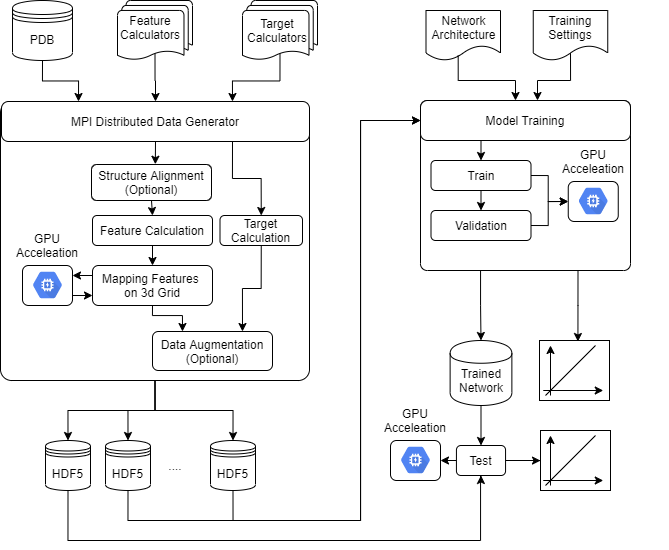 PDB
Feature
Calculators
Target
Calculators
Network
Architecture
Training
Settings
MPI Distributed Data Generator
Model Training
Structure Alignment
(Optional)
GPU
Acceleration
Train
Feature Calculation
Target
Calculation
Validation
GPU
Acceleation
Mapping Features
on 3d Grid
Data Augmentation
(Optional)
Trained
Network
GPU
Acceleation
HDF5
HDF5
....
HDF5
Test